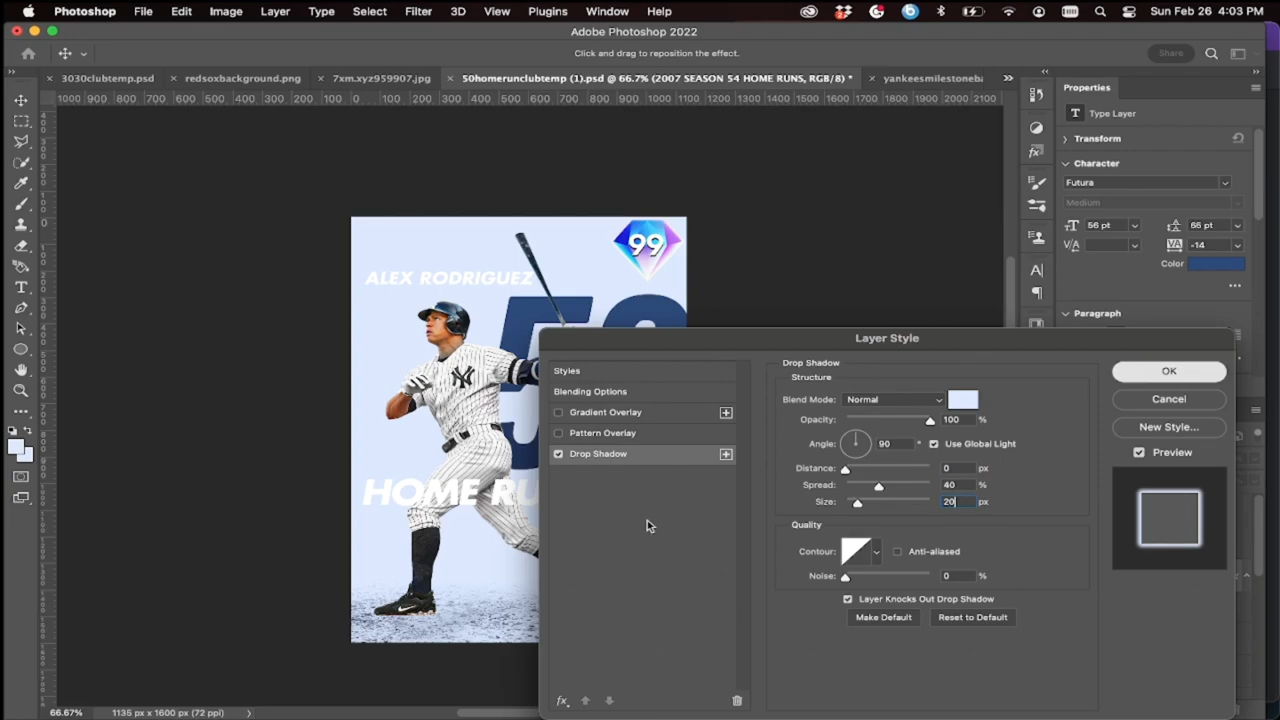 Photoshop File Edit Image Layer Type Select Filter 3D View Plugins Window Help Sun Feb 26 4:03 PM
Adobe Photoshop 2022
Click and drag to reposition the effect. Share
3030clubtemp.psd redsoxbackground.png 7xm.xyz959907.jpg 50homerunclubtemp (1).psd @ 66.7% (2007 SEASON 54 HOME RUNS, RGB/8) * yankeesmilestoneba
1000 900 800 700 600 500 400 300 200 100 0 100 200 300 400 500 600 700 800 900 1000 1100 1200 1300 1400 1500 1600 1700 1800 1900 2000 2100
Properties
T Type Layer
Transform
Character
Futura
Medium
56 pt 66 pt
V/A VA -14
Color
Paragraph
99
ALEX RODRIGUEZ
NY
HOME RU
Layer Style
Styles
Blending Options
Gradient Overlay
Pattern Overlay
Drop Shadow
Drop Shadow
Structure
Blend Mode: Normal
Opacity: 100 %
Angle: 90 ° Use Global Light
Distance: 0 px
Spread: 40 %
Size: 20 px
Quality
Contour: Anti-aliased
Noise: 0 %
Layer Knocks Out Drop Shadow
Make Default Reset to Default
OK
Cancel
New Style...
Preview
fx
66.67% 1135 px x 1600 px (72 ppi)